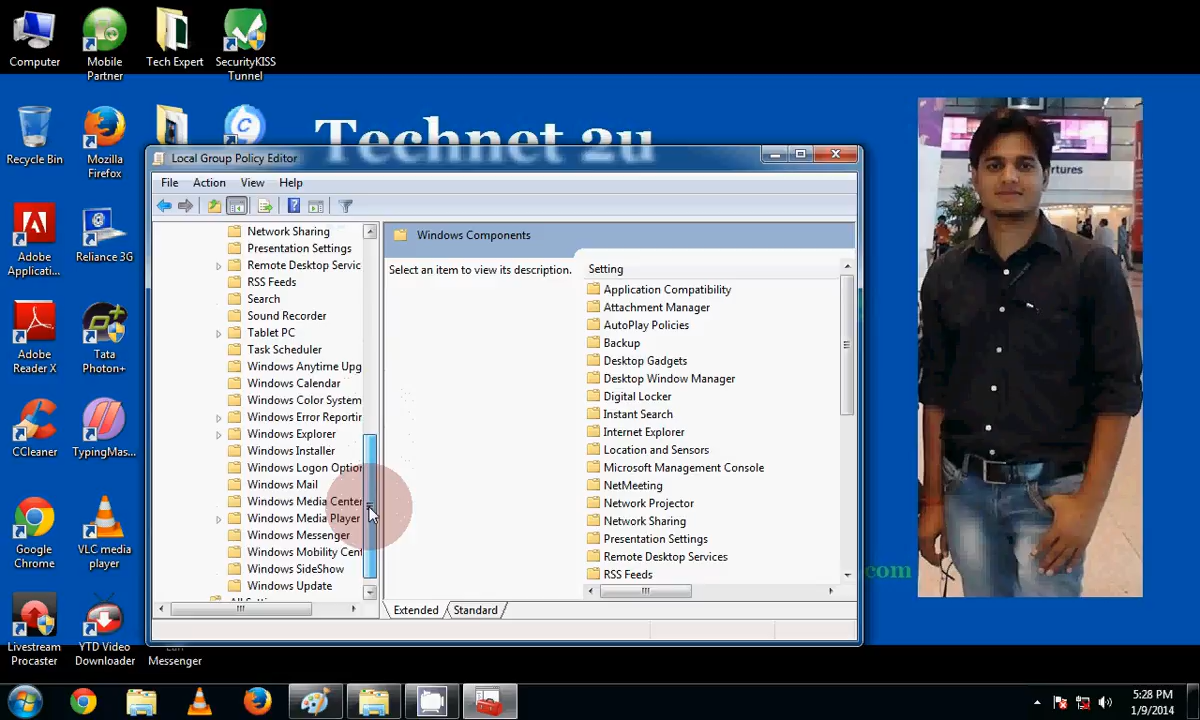 Computer
Mobile
Partner
Tech Expert
SecurityKISS
Tunnel
Technet 2u
Recycle Bin
Mozilla
Firefox
Adobe
Applicati...
Reliance 3G
Adobe
Reader X
Tata
Photon+
CCleaner
TypingMas...
Google
Chrome
VLC media
player
Livestream
Procaster
YTD Video
Downloader
Messenger
Local Group Policy Editor
File Action View Help
Network Sharing
Presentation Settings
Remote Desktop Servic
RSS Feeds
Search
Sound Recorder
Tablet PC
Task Scheduler
Windows Anytime Upg
Windows Calendar
Windows Color System
Windows Error Reportin
Windows Explorer
Windows Installer
Windows Logon Option
Windows Mail
Windows Media Center
Windows Media Player
Windows Messenger
Windows Mobility Cent
Windows SideShow
Windows Update
Windows Components
Select an item to view its description.
Setting
Application Compatibility
Attachment Manager
AutoPlay Policies
Backup
Desktop Gadgets
Desktop Window Manager
Digital Locker
Instant Search
Internet Explorer
Location and Sensors
Microsoft Management Console
NetMeeting
Network Projector
Network Sharing
Presentation Settings
Remote Desktop Services
RSS Feeds
Extended Standard
com
5:28 PM
1/9/2014